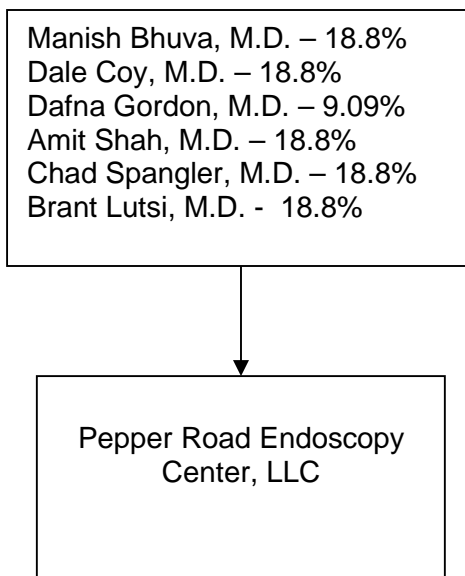 Manish Bhuva, M.D. – 18.8%
Dale Coy, M.D. – 18.8%
Dafna Gordon, M.D. – 9.09%
Amit Shah, M.D. – 18.8%
Chad Spangler, M.D. – 18.8%
Brant Lutsi, M.D. - 18.8%
Pepper Road Endoscopy
Center, LLC